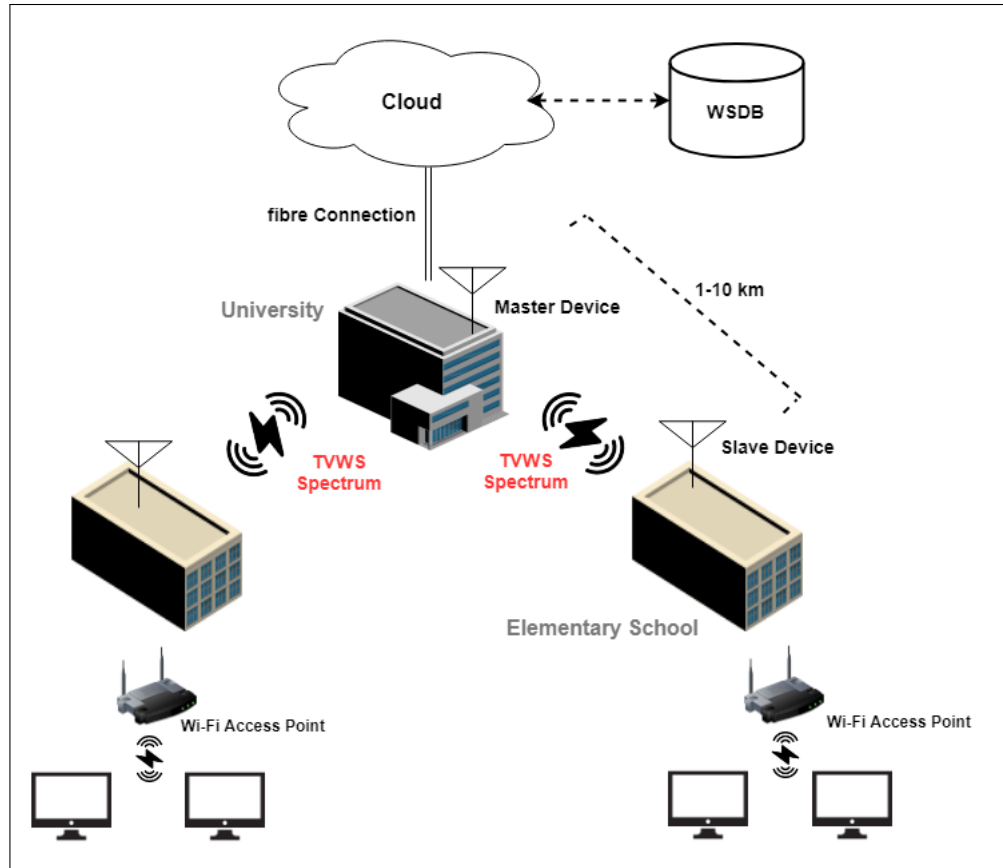 Cloud
WSDB
fibre Connection
1-10 km
University
Master Device
TVWS
Spectrum
TVWS
Spectrum
Slave Device
Elementary School
Wi-Fi Access Point
Wi-Fi Access Point